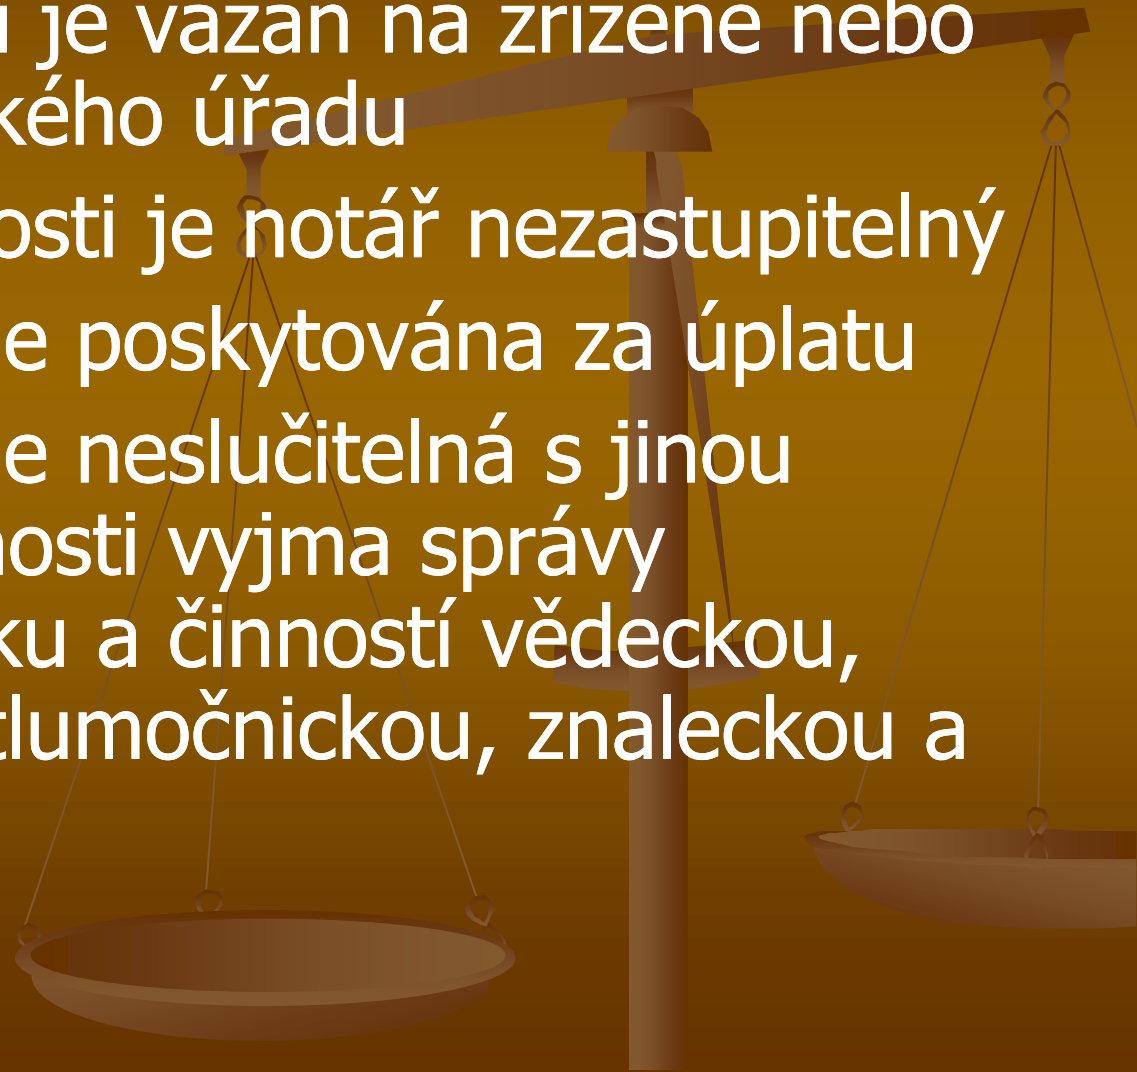 je vázán na zřízené nebo
kého úřadu
osti je notář nezastupitelný
e poskytována za úplatu
e neslučitelná s jinou
nosti vyjma správy
ku a činností vědeckou,
tlumočnickou, znaleckou a